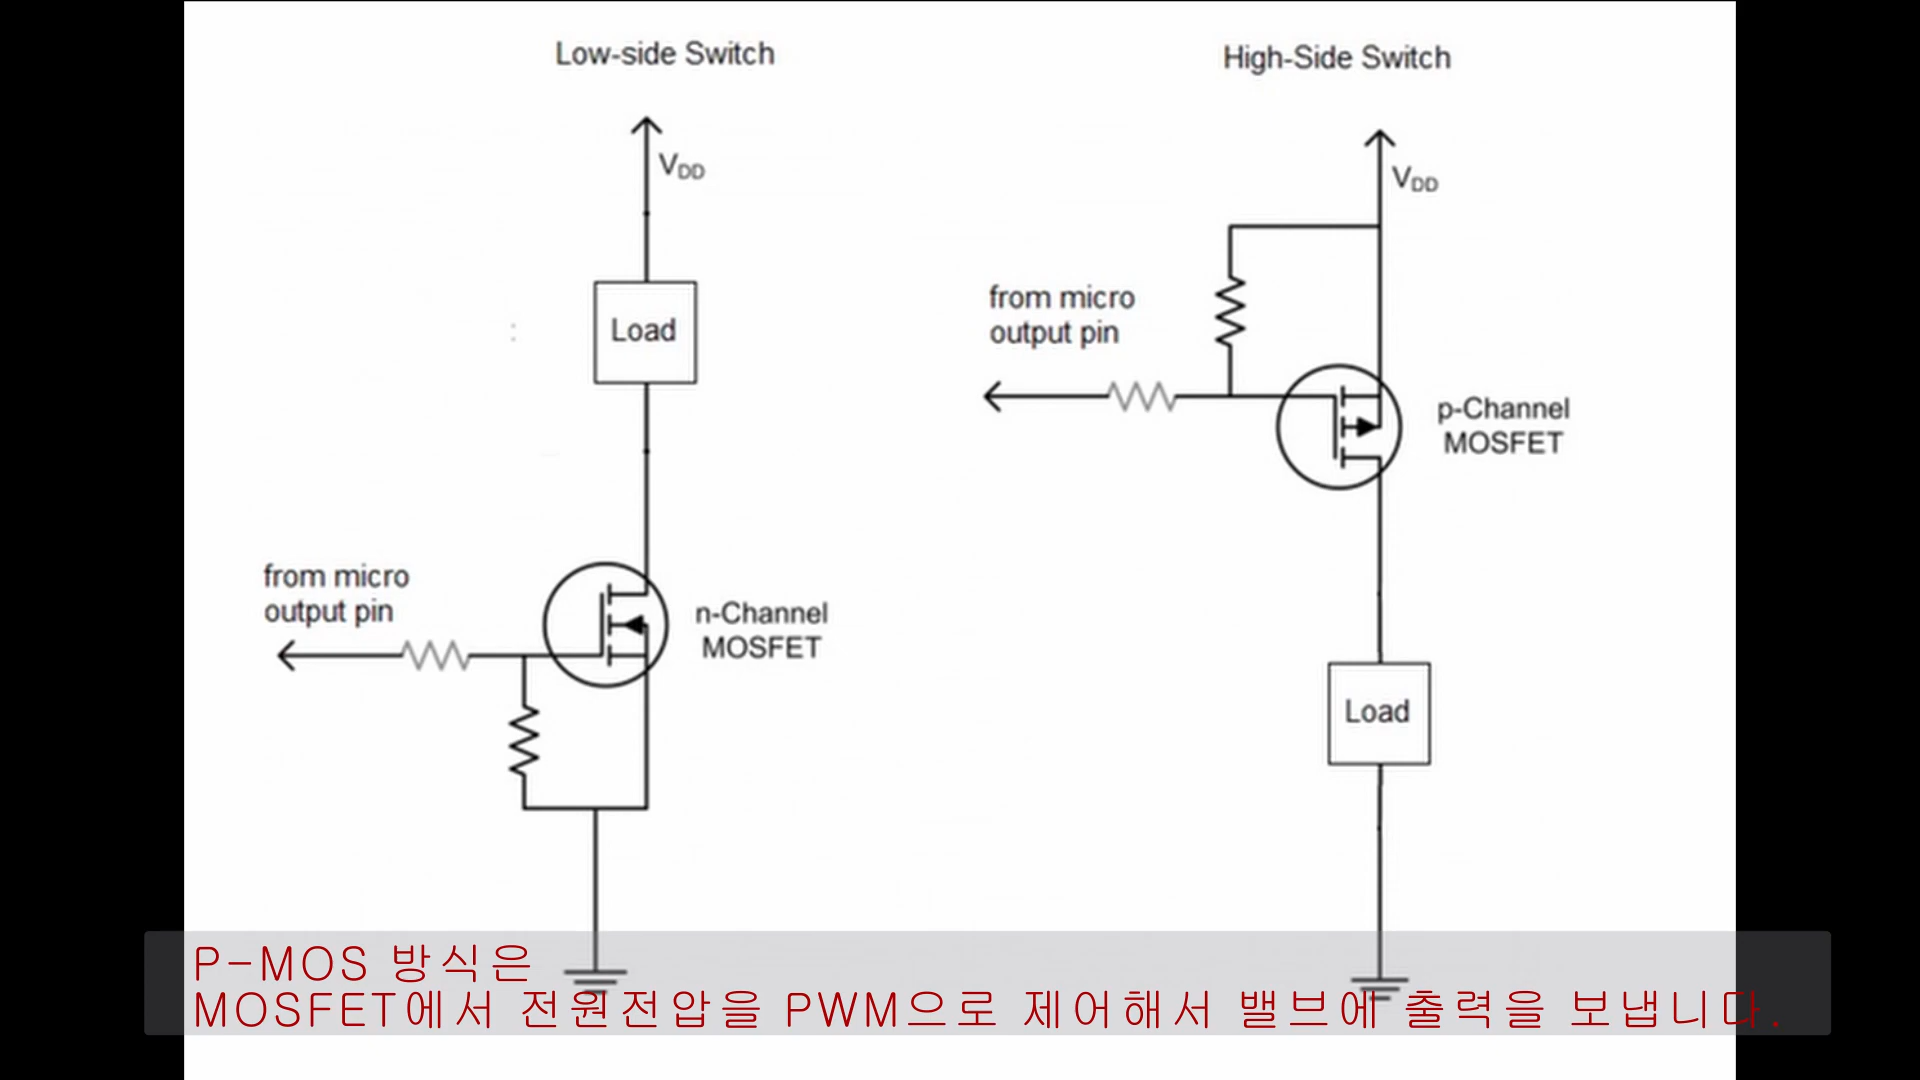 Low-side Switch
High-Side Switch
VDD
VDD
Load
from micro
output pin
p-Channel
MOSFET
from micro
output pin
n-Channel
MOSFET
Load
P-MOS 방식은
MOSFET에서 전원전압을 PWM으로 제어해서 밸브에 출력을 보냅니다.